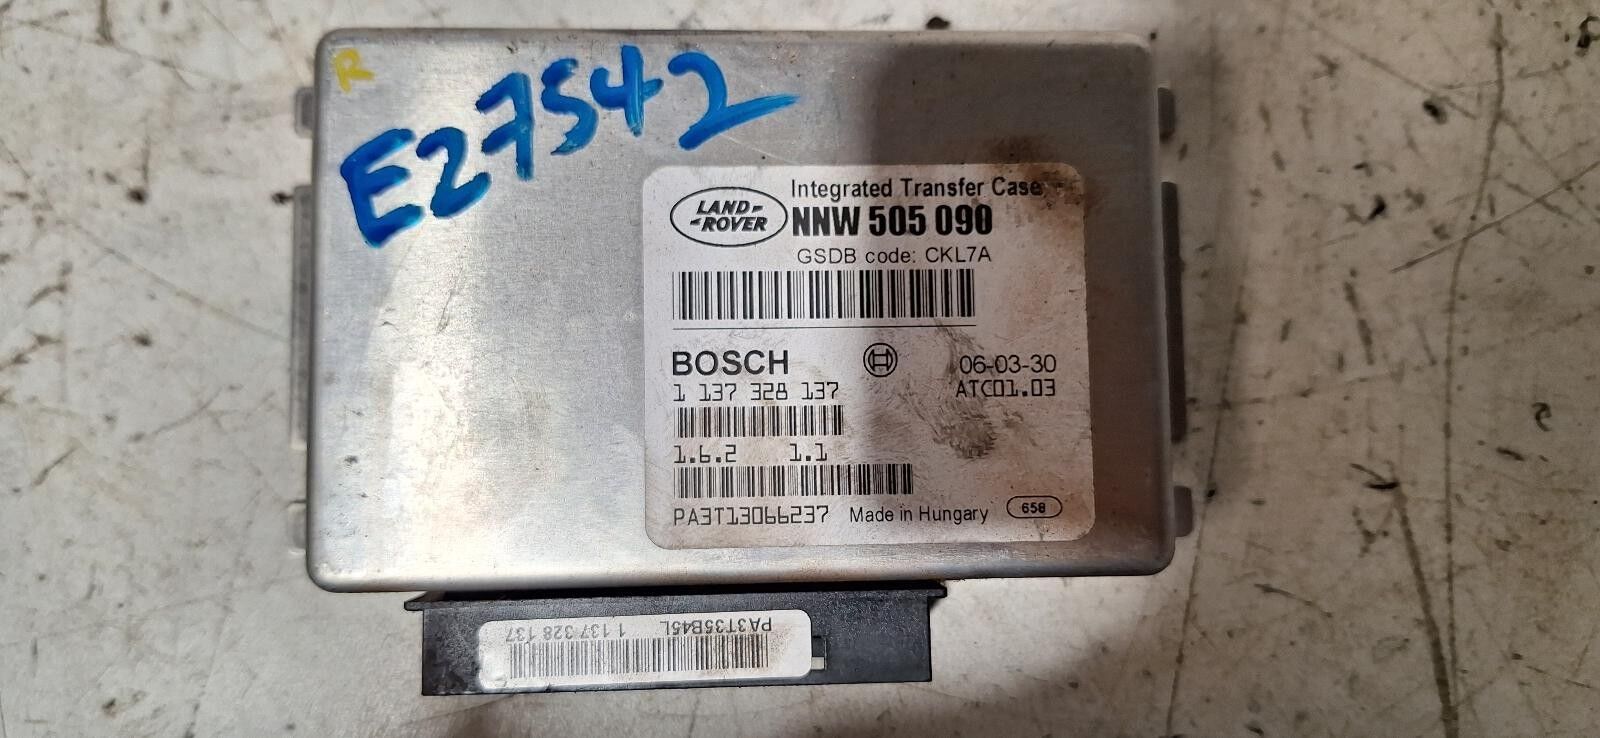 R
E27542
LAND-
-ROVER
Integrated Transfer Case
NNW 505 090
GSDB code: CKL7A
BOSCH
06-03-30
1 137 328 137
ATC01.03
1.6.2 1.1
PA3T13066237 Made in Hungary 658
PA3T35B45L 1 137 328 137